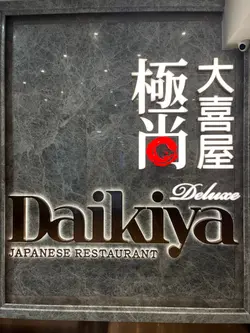 極尚
大喜屋
Deluxe
Daikiya
JAPANESE RESTAURANT